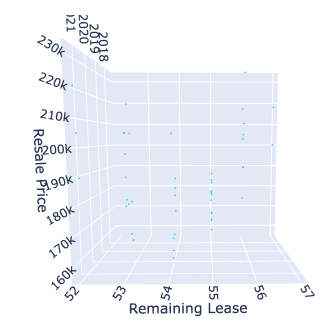 2018
2019
2020
2021
230k
220k
210k
200k
190k
180k
170k
160k
Resale Price
52
53
54
55
56
57
Remaining Lease